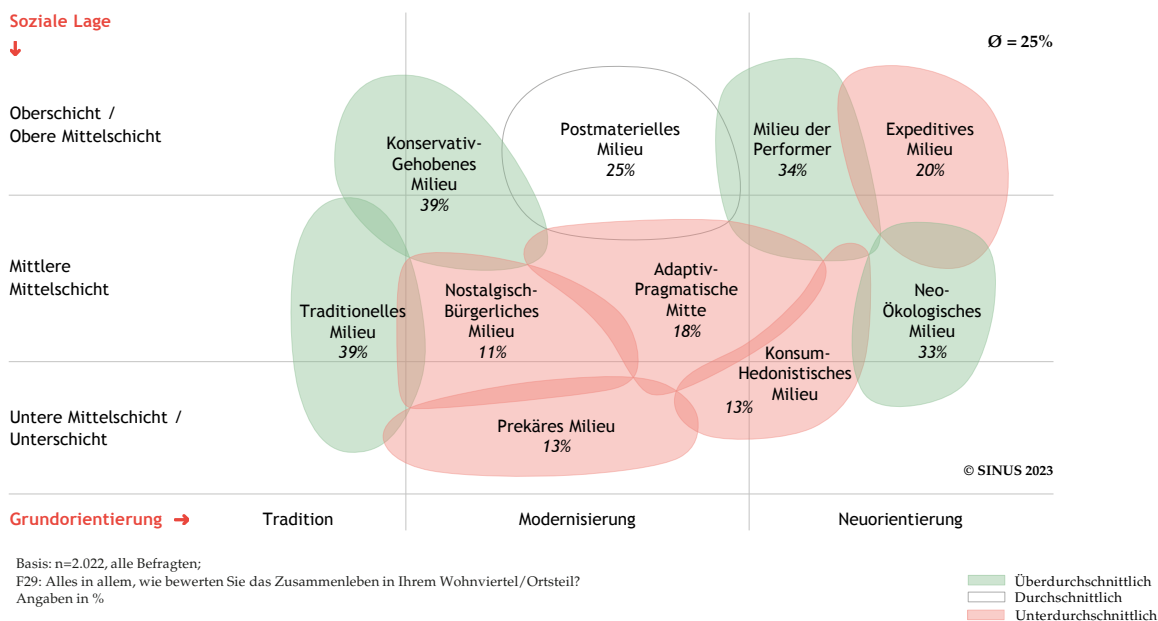 Soziale Lage
Ø = 25%
Oberschicht /
Obere Mittelschicht
Konservativ-
Gehobenes
Milieu
39%
Postmaterielles
Milieu
25%
Milieu der
Performer
34%
Expeditives
Milieu
20%
Mittlere
Mittelschicht
Traditionelles
Milieu
39%
Nostalgisch-
Bürgerliches
Milieu
11%
Adaptiv-
Pragmatische
Mitte
18%
Neo-
Ökologisches
Milieu
33%
Konsum-
Hedonistisches
Milieu
13%
Untere Mittelschicht /
Unterschicht
Prekäres Milieu
13%
© SINUS 2023
Grundorientierung
Tradition
Modernisierung
Neuorientierung
Basis: n=2.022, alle Befragten;
F29: Alles in allem, wie bewerten Sie das Zusammenleben in Ihrem Wohnviertel/Ortsteil?
Angaben in %
Überdurchschnittlich
Durchschnittlich
Unterdurchschnittlich